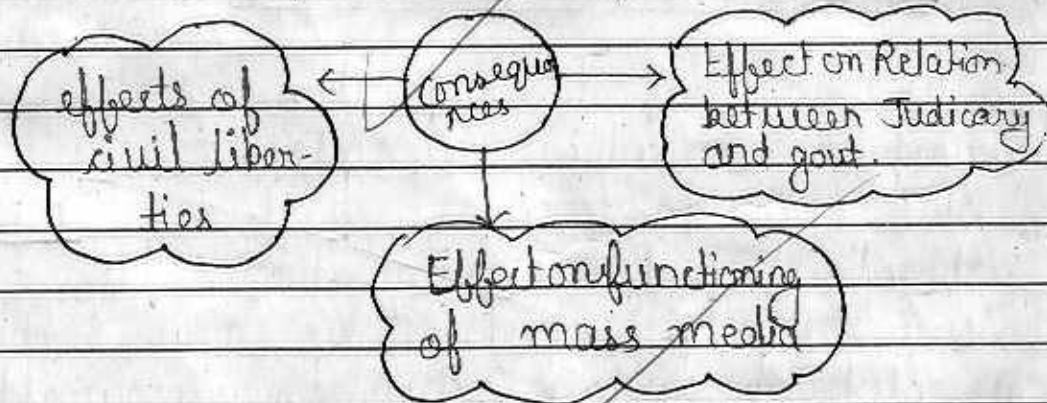 effects of
civil liber-
ties
Conseque
nces
Effect on Relation
between Judicary
and govt.
Effect on functioning
of mass media